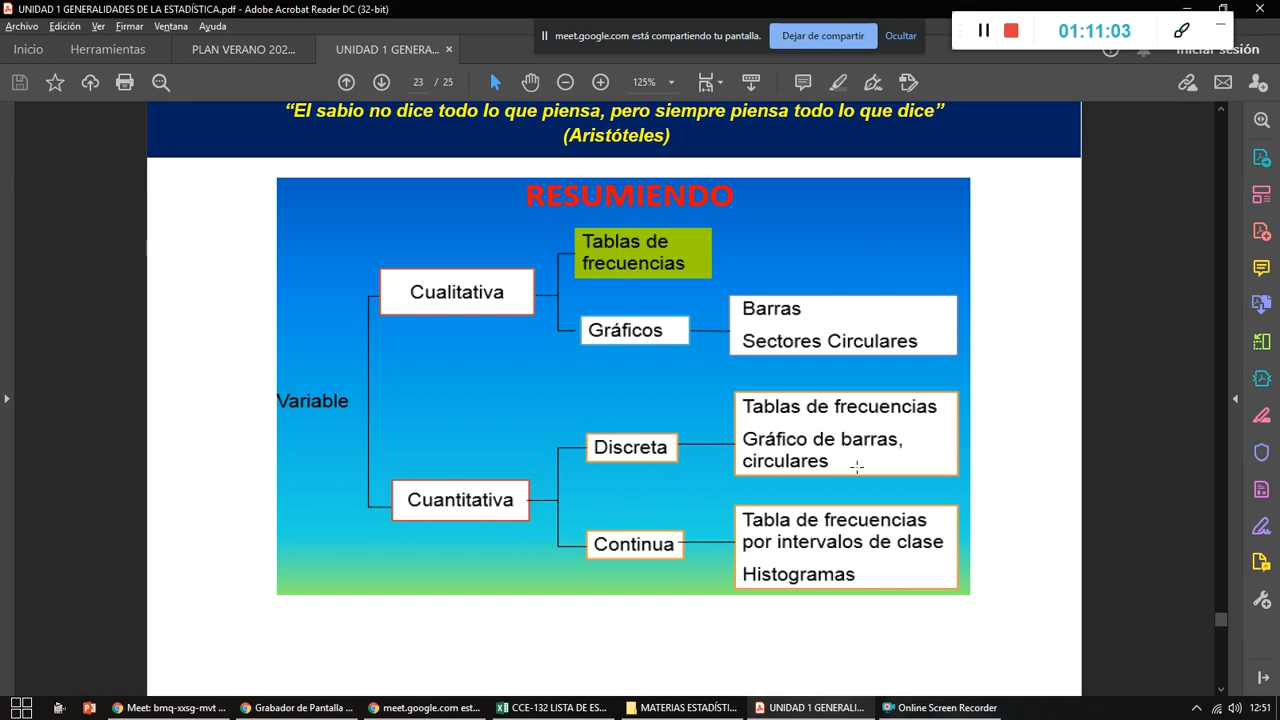 UNIDAD 1 GENERALIDADES DE LA ESTADÍSTICA.pdf - Adobe Acrobat Reader DC (32-bit)
Archivo Edición Ver Firmar Ventana Ayuda
Inicio Herramientas PLAN VERANO 202... UNIDAD 1 GENERA... ×
meet.google.com está compartiendo tu pantalla. Dejar de compartir Ocultar
01:11:03
Iniciar sesión
23 / 25 125%
“El sabio no dice todo lo que piensa, pero siempre piensa todo lo que dice”
(Aristóteles)
RESUMIENDO
Tablas de
frecuencias
Cualitativa
Gráficos
Barras
Sectores Circulares
Variable
Tablas de frecuencias
Gráfico de barras,
circulares
Discreta
Cuantitativa
Continua
Tabla de frecuencias
por intervalos de clase
Histogramas
Meet: bmq-xxsg-mvt ... Grabador de Pantalla ... meet.google.com est... CCE-132 LISTA DE ES... MATERIAS ESTADÍSTI... UNIDAD 1 GENERALI... Online Screen Recorder 12:51